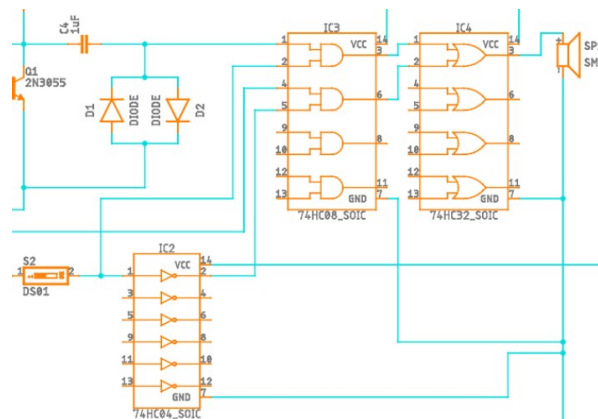 C4
1uF
Q1
2N3055
D1
DIODE
DIODE
D2
IC3
1
2
4
5
9
10
12
13
VCC
14
3
6
8
11
GND
7
74HC08_SOIC
IC4
1
2
4
5
9
10
12
13
VCC
14
3
6
8
11
GND
7
74HC32_SOIC
+
-
SP
SM
S2
1
2
DS01
IC2
1
3
5
9
11
13
VCC
14
2
4
6
8
10
12
GND
7
74HC04_SOIC